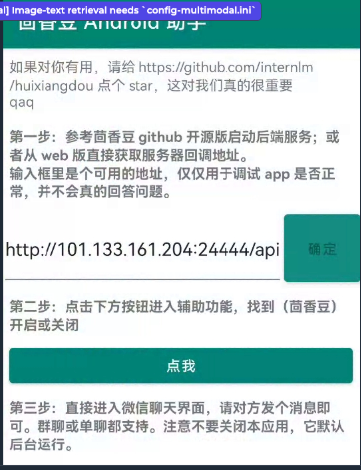 al] Image-text retrieval needs `config-multimodal.ini`
茴香豆 Android 助手
如果对你有用，请给 https://github.com/internlm
/huixiangdou 点个 star，这对我们真的很重要
qaq
第一步：参考茴香豆 github 开源版启动后端服务；或
者从 web 版直接获取服务器回调地址。
输入框里是个可用的地址，仅仅用于调试 app 是否正
常，并不会真的回答问题。
http://101.133.161.204:24444/api
确定
第二步：点击下方按钮进入辅助功能，找到（茴香豆）
开启或关闭
点我
第三步：直接进入微信聊天界面，请对方发个消息即
可。群聊或单聊都支持。注意不要关闭本应用，它默认
后台运行。